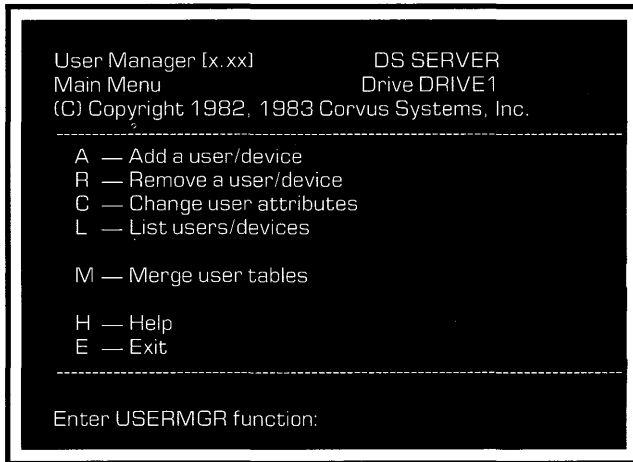 User Manager [x.xx] DS SERVER
Main Menu Drive DRIVE1
(C) Copyright 1982, 1983 Corvus Systems, Inc.
A — Add a user/device
R — Remove a user/device
C — Change user attributes
L — List users/devices
M — Merge user tables
H — Help
E — Exit
Enter USERMGR function: